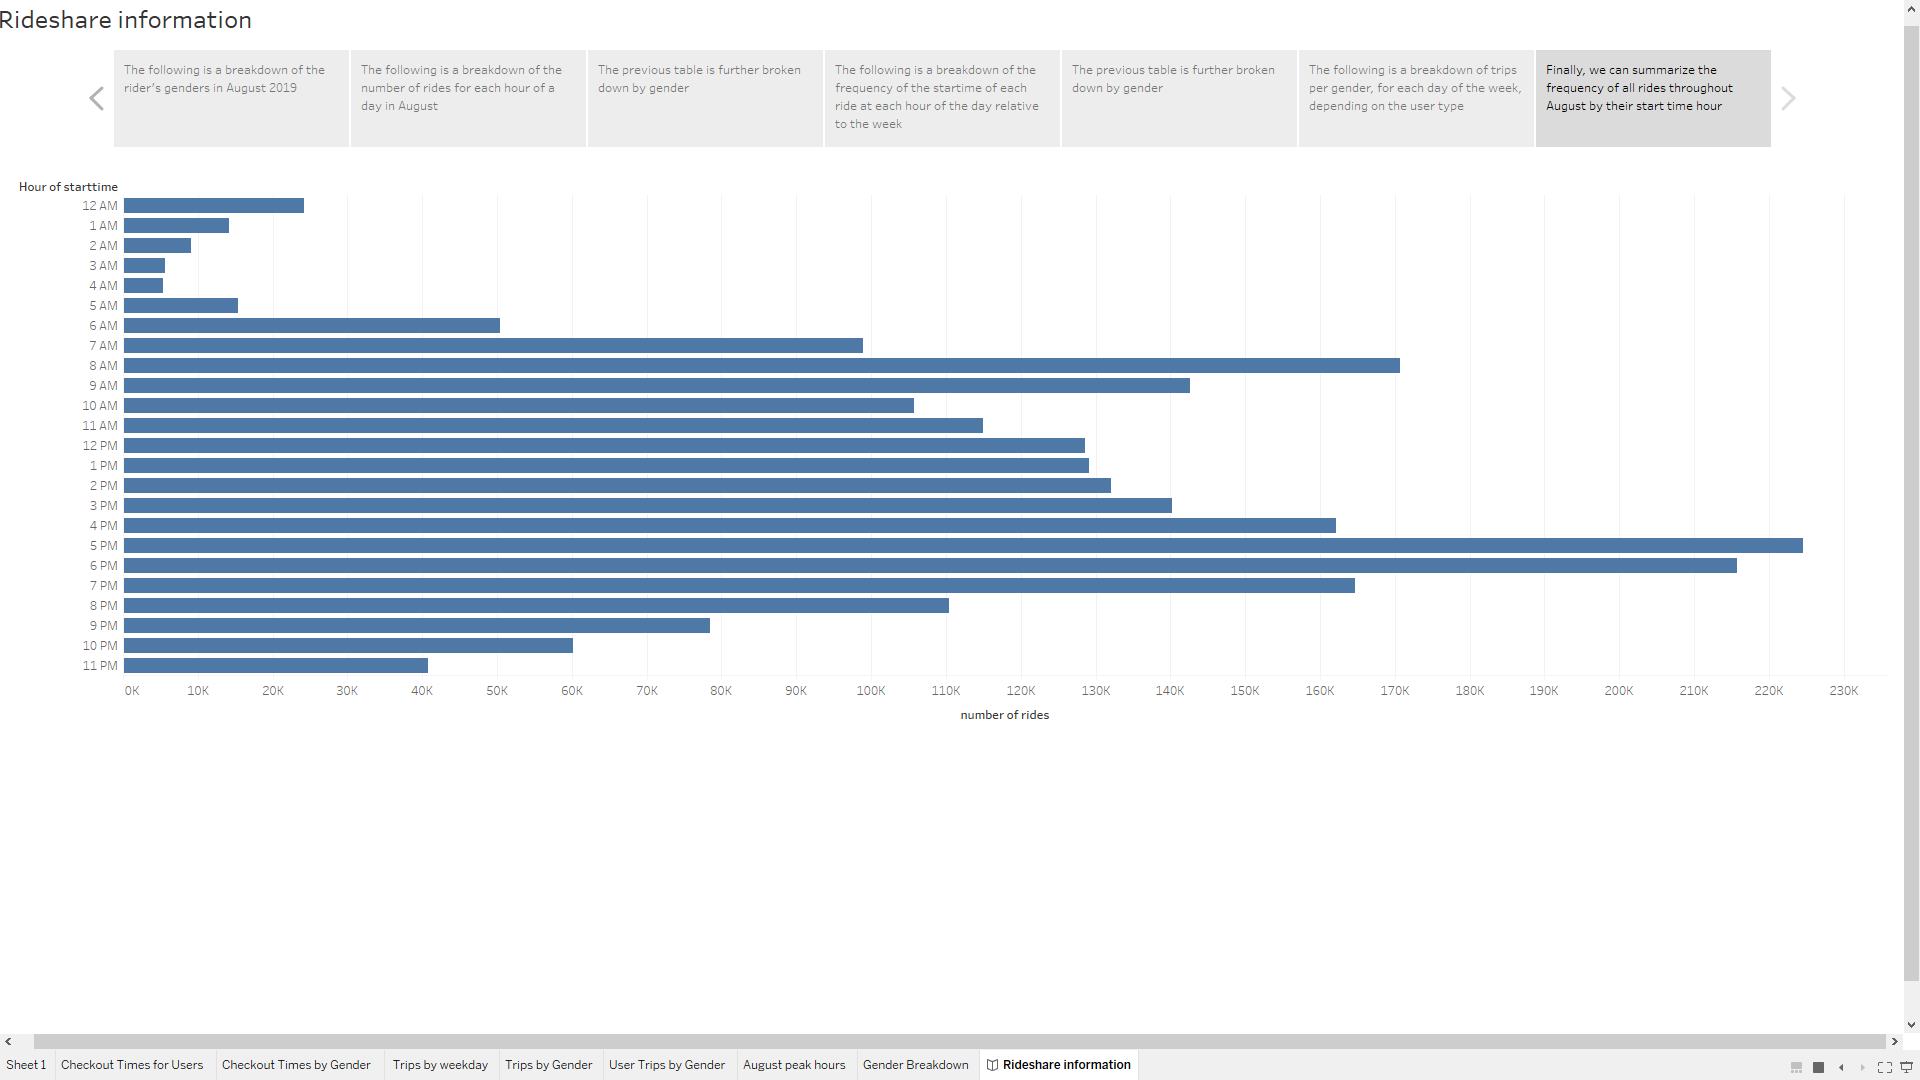 Rideshare information
The following is a breakdown of the
rider's genders in August 2019
The following is a breakdown of the
number of rides for each hour of a
day in August
The previous table is further broken
down by gender
The following is a breakdown of the
frequency of the startime of each
ride at each hour of the day relative
to the week
The previous table is further broken
down by gender
The following is a breakdown of trips
per gender, for each day of the week,
depending on the user type
Finally, we can summarize the
frequency of all rides throughout
August by their start time hour
Hour of starttime
12 AM
1 AM
2 AM
3 AM
4 AM
5 AM
6 AM
7 AM
8 AM
9 AM
10 AM
11 AM
12 PM
1 PM
2 PM
3 PM
4 PM
5 PM
6 PM
7 PM
8 PM
9 PM
10 PM
11 PM
0K 10K 20K 30K 40K 50K 60K 70K 80K 90K 100K 110K 120K 130K 140K 150K 160K 170K 180K 190K 200K 210K 220K 230K
number of rides
Sheet 1 Checkout Times for Users Checkout Times by Gender Trips by weekday Trips by Gender User Trips by Gender August peak hours Gender Breakdown Rideshare information